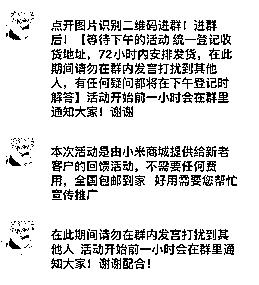 点开图片识别二维码进群！进群
后！【等待下午的活动 统一登记收
货地址，72小时内安排发货，在此
期间请勿在群内发言打扰到其他
人，有任何疑问都将在下午登记时
解答】活动开始前一小时会在群里
通知大家！谢谢
本次活动是由小米商城提供给新老
客户的回馈活动，不需要任何费
用，全国包邮到家 好用需要您帮忙
宣传推广
在此期间请勿在群内发言打扰到其
他人 活动开始前一小时会在群里通
知大家！谢谢配合！